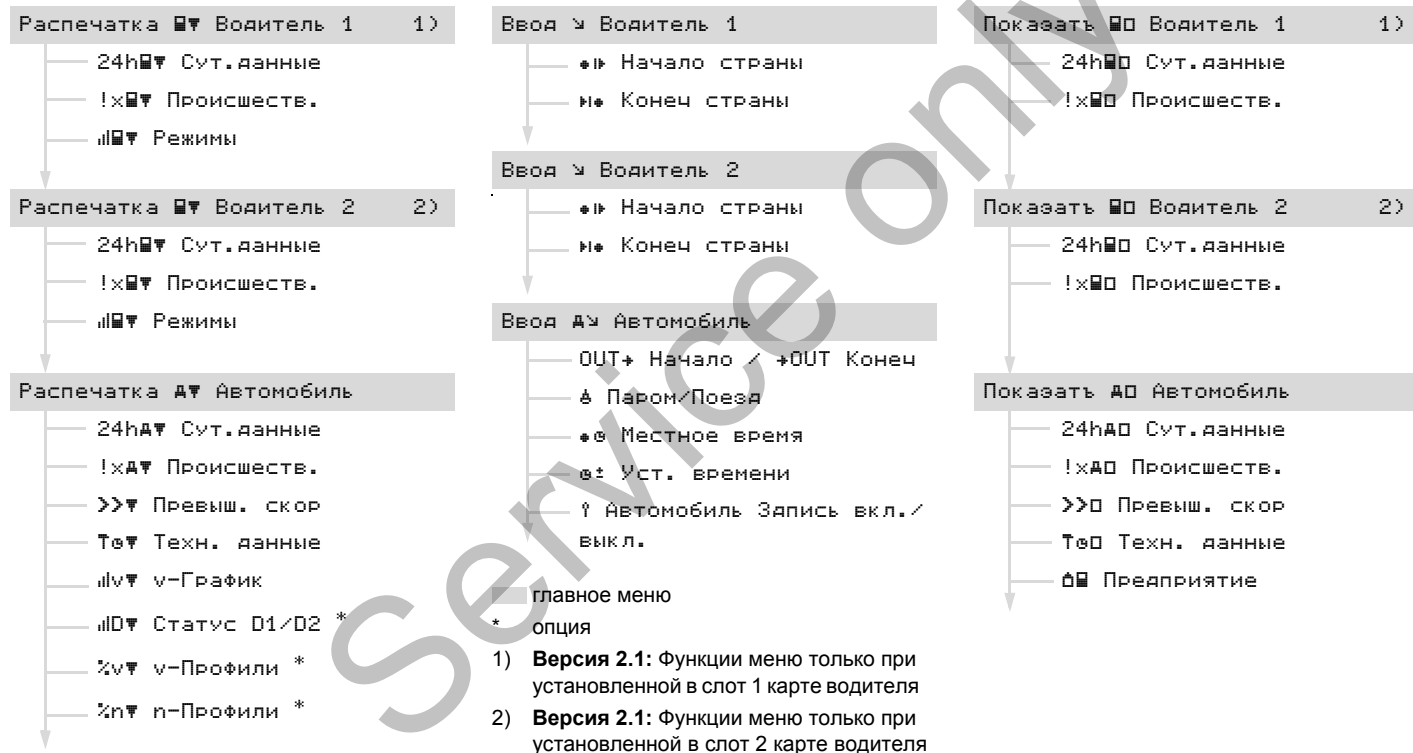 Распечатка Водитель 1 1)
24h Сут.данные
!x Происшеств.
Режимы
Распечатка Водитель 2 2)
24h Сут.данные
!x Происшеств.
Режимы
Распечатка Автомобиль
24h Сут.данные
!x Происшеств.
>>▼ Превыш. скор
Техн. данные
v▼ v-График
D▼ Статус D1/D2 *
%v▼ v-Профили *
%n▼ n-Профили *
Ввод Водитель 1
Начало страны
Конец страны
Ввод Водитель 2
Начало страны
Конец страны
Ввод Автомобиль
OUT→ Начало / →OUT Конец
Паром/Поезд
Местное время
Уст. времени
Автомобиль Запись вкл./
выкл.
главное меню
* опция
1) Версия 2.1: Функции меню только при
установленной в слот 1 карте водителя
2) Версия 2.1: Функции меню только при
установленной в слот 2 карте водителя
Показать Водитель 1 1)
24h Сут.данные
!x Происшеств.
Показать Водитель 2 2)
24h Сут.данные
!x Происшеств.
Показать Автомобиль
24h Сут.данные
!x Происшеств.
>> Превыш. скор
Техн. данные
Предприятие
Service only